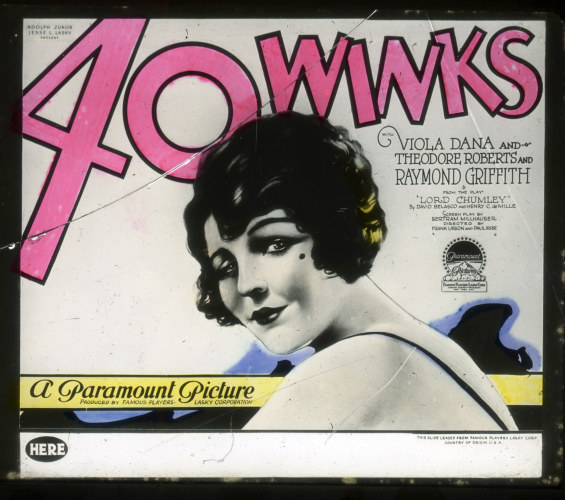 ADOLPH ZUKOR
JESSE L. LASKY
PRESENT
40 WINKS
WITH
VIOLA DANA AND
THEODORE ROBERTS AND
RAYMOND GRIFFITH
FROM THE PLAY
"LORD CHUMLEY"
By DAVID BELASCO and HENRY C. de MILLE
SCREEN PLAY BY
BERTRAM MILLHAUSER
DIRECTED BY
FRANK URSON and PAUL IRIBE
Paramount
Pictures
A Paramount Picture
PRODUCED BY FAMOUS PLAYERS-LASKY CORPORATION
HERE
THIS SLIDE LEASED FROM FAMOUS PLAYERS LASKY CORP.
COUNTRY OF ORIGIN U.S.A.